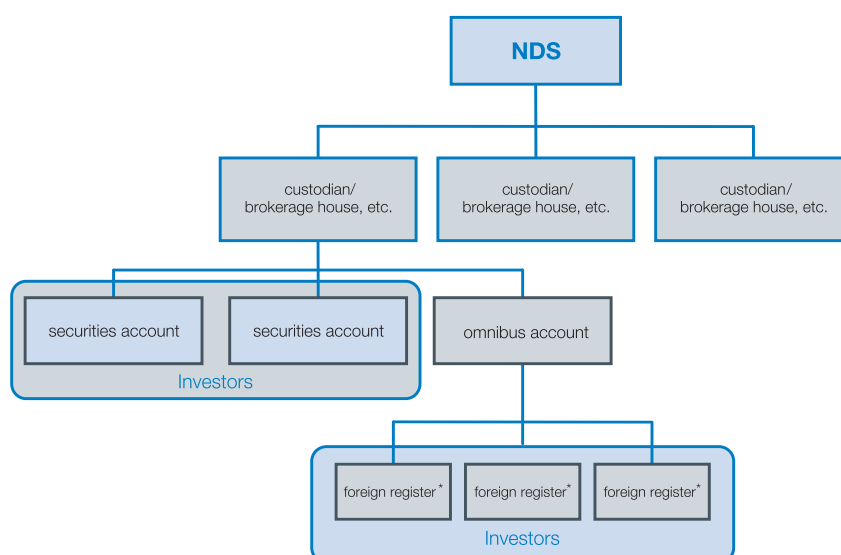 NDS
custodian/
brokerage house, etc.
custodian/
brokerage house, etc.
custodian/
brokerage house, etc.
securities account
securities account
omnibus account
Investors
foreign register*
foreign register*
foreign register*
Investors